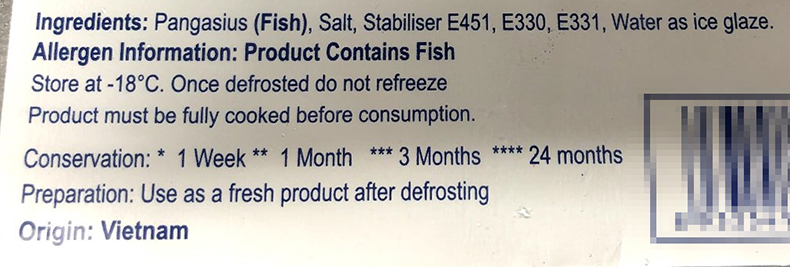 Ingredients: Pangasius (Fish), Salt, Stabiliser E451, E330, E331, Water as ice glaze.
Allergen Information: Product Contains Fish
Store at -18°C. Once defrosted do not refreeze
Product must be fully cooked before consumption.
Conservation: * 1 Week ** 1 Month *** 3 Months **** 24 months
Preparation: Use as a fresh product after defrosting
Origin: Vietnam